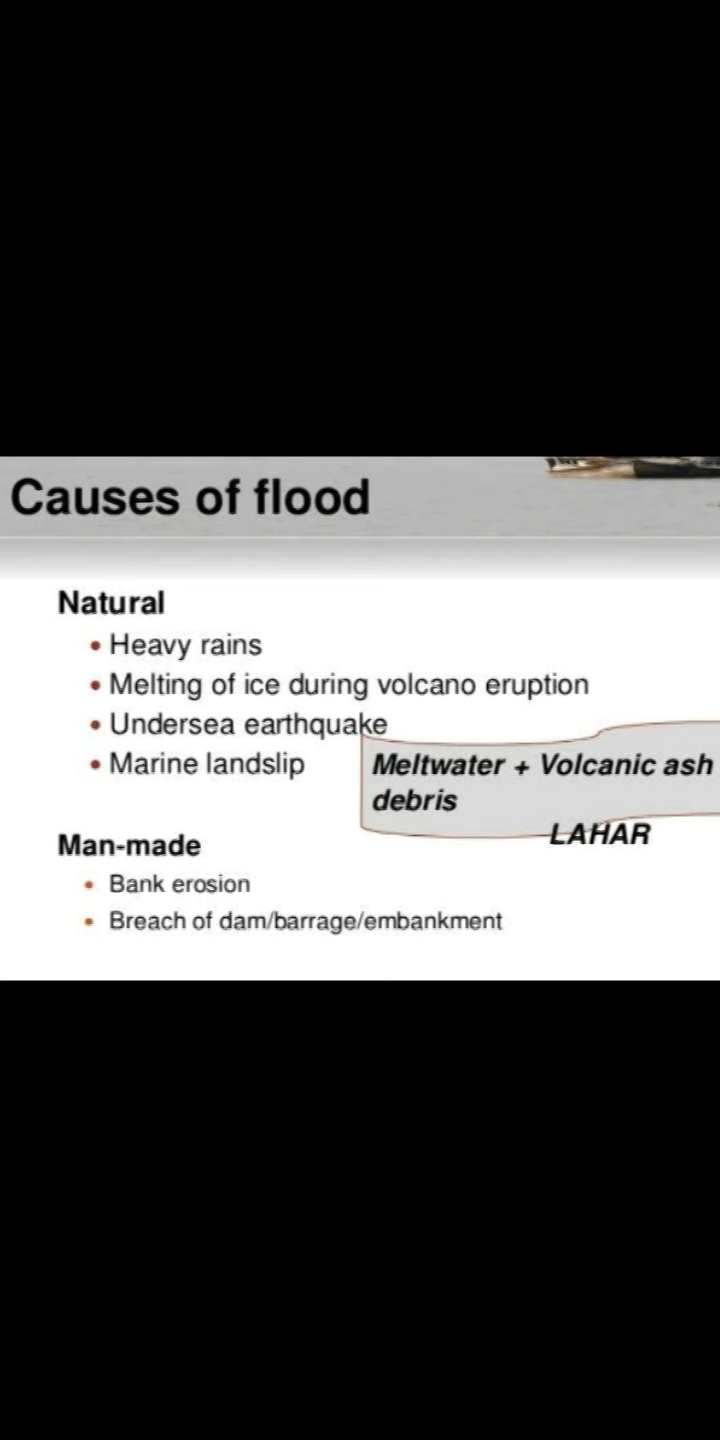 Causes of flood
Natural
• Heavy rains
• Melting of ice during volcano eruption
• Undersea earthquake
• Marine landslip
Meltwater + Volcanic ash
debris
LAHAR
Man-made
• Bank erosion
• Breach of dam/barrage/embankment